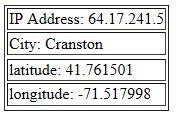 IP Address: 64.17.241.5
City: Cranston
latitude: 41.761501
longitude: -71.517998